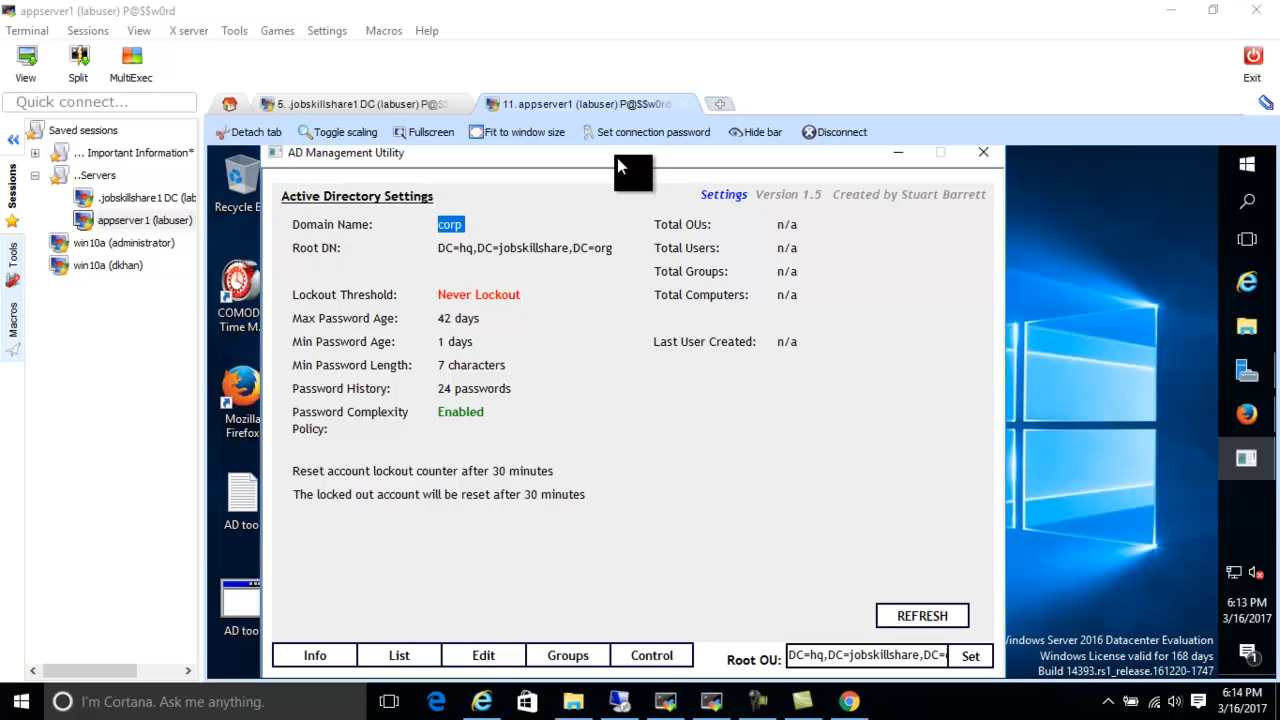 appserver1 (labuser) P@$$w0rd
Terminal Sessions View X server Tools Games Settings Macros Help
View Split MultiExec Exit
Quick connect...
5. .jobskillshare1 DC (labuser) P@$$
11. appserver1 (labuser) P@$$w0rd
Detach tab Toggle scaling Fullscreen Fit to window size Set connection password Hide bar Disconnect
Sessions
Tools
Macros
Saved sessions
... Important Information*
..Servers
.jobskillshare1 DC (lab
appserver1 (labuser)
win10a (administrator)
win10a (dkhan)
Recycle B
COMOD
Time M...
Mozilla
Firefox
AD too
AD too
AD Management Utility
Active Directory Settings
Settings Version 1.5 Created by Stuart Barrett
Domain Name: corp
Root DN: DC=hq,DC=jobskillshare,DC=org
Lockout Threshold: Never Lockout
Max Password Age: 42 days
Min Password Age: 1 days
Min Password Length: 7 characters
Password History: 24 passwords
Password Complexity Enabled
Policy:
Total OUs: n/a
Total Users: n/a
Total Groups: n/a
Total Computers: n/a
Last User Created: n/a
Reset account lockout counter after 30 minutes
The locked out account will be reset after 30 minutes
REFRESH
Info List Edit Groups Control
Root OU: DC=hq,DC=jobskillshare,DC= Set
6:13 PM
3/16/2017
indows Server 2016 Datacenter Evaluation
Windows License valid for 168 days
Build 14393.rs1_release.161220-1747
1
I'm Cortana. Ask me anything.
6:14 PM
3/16/2017